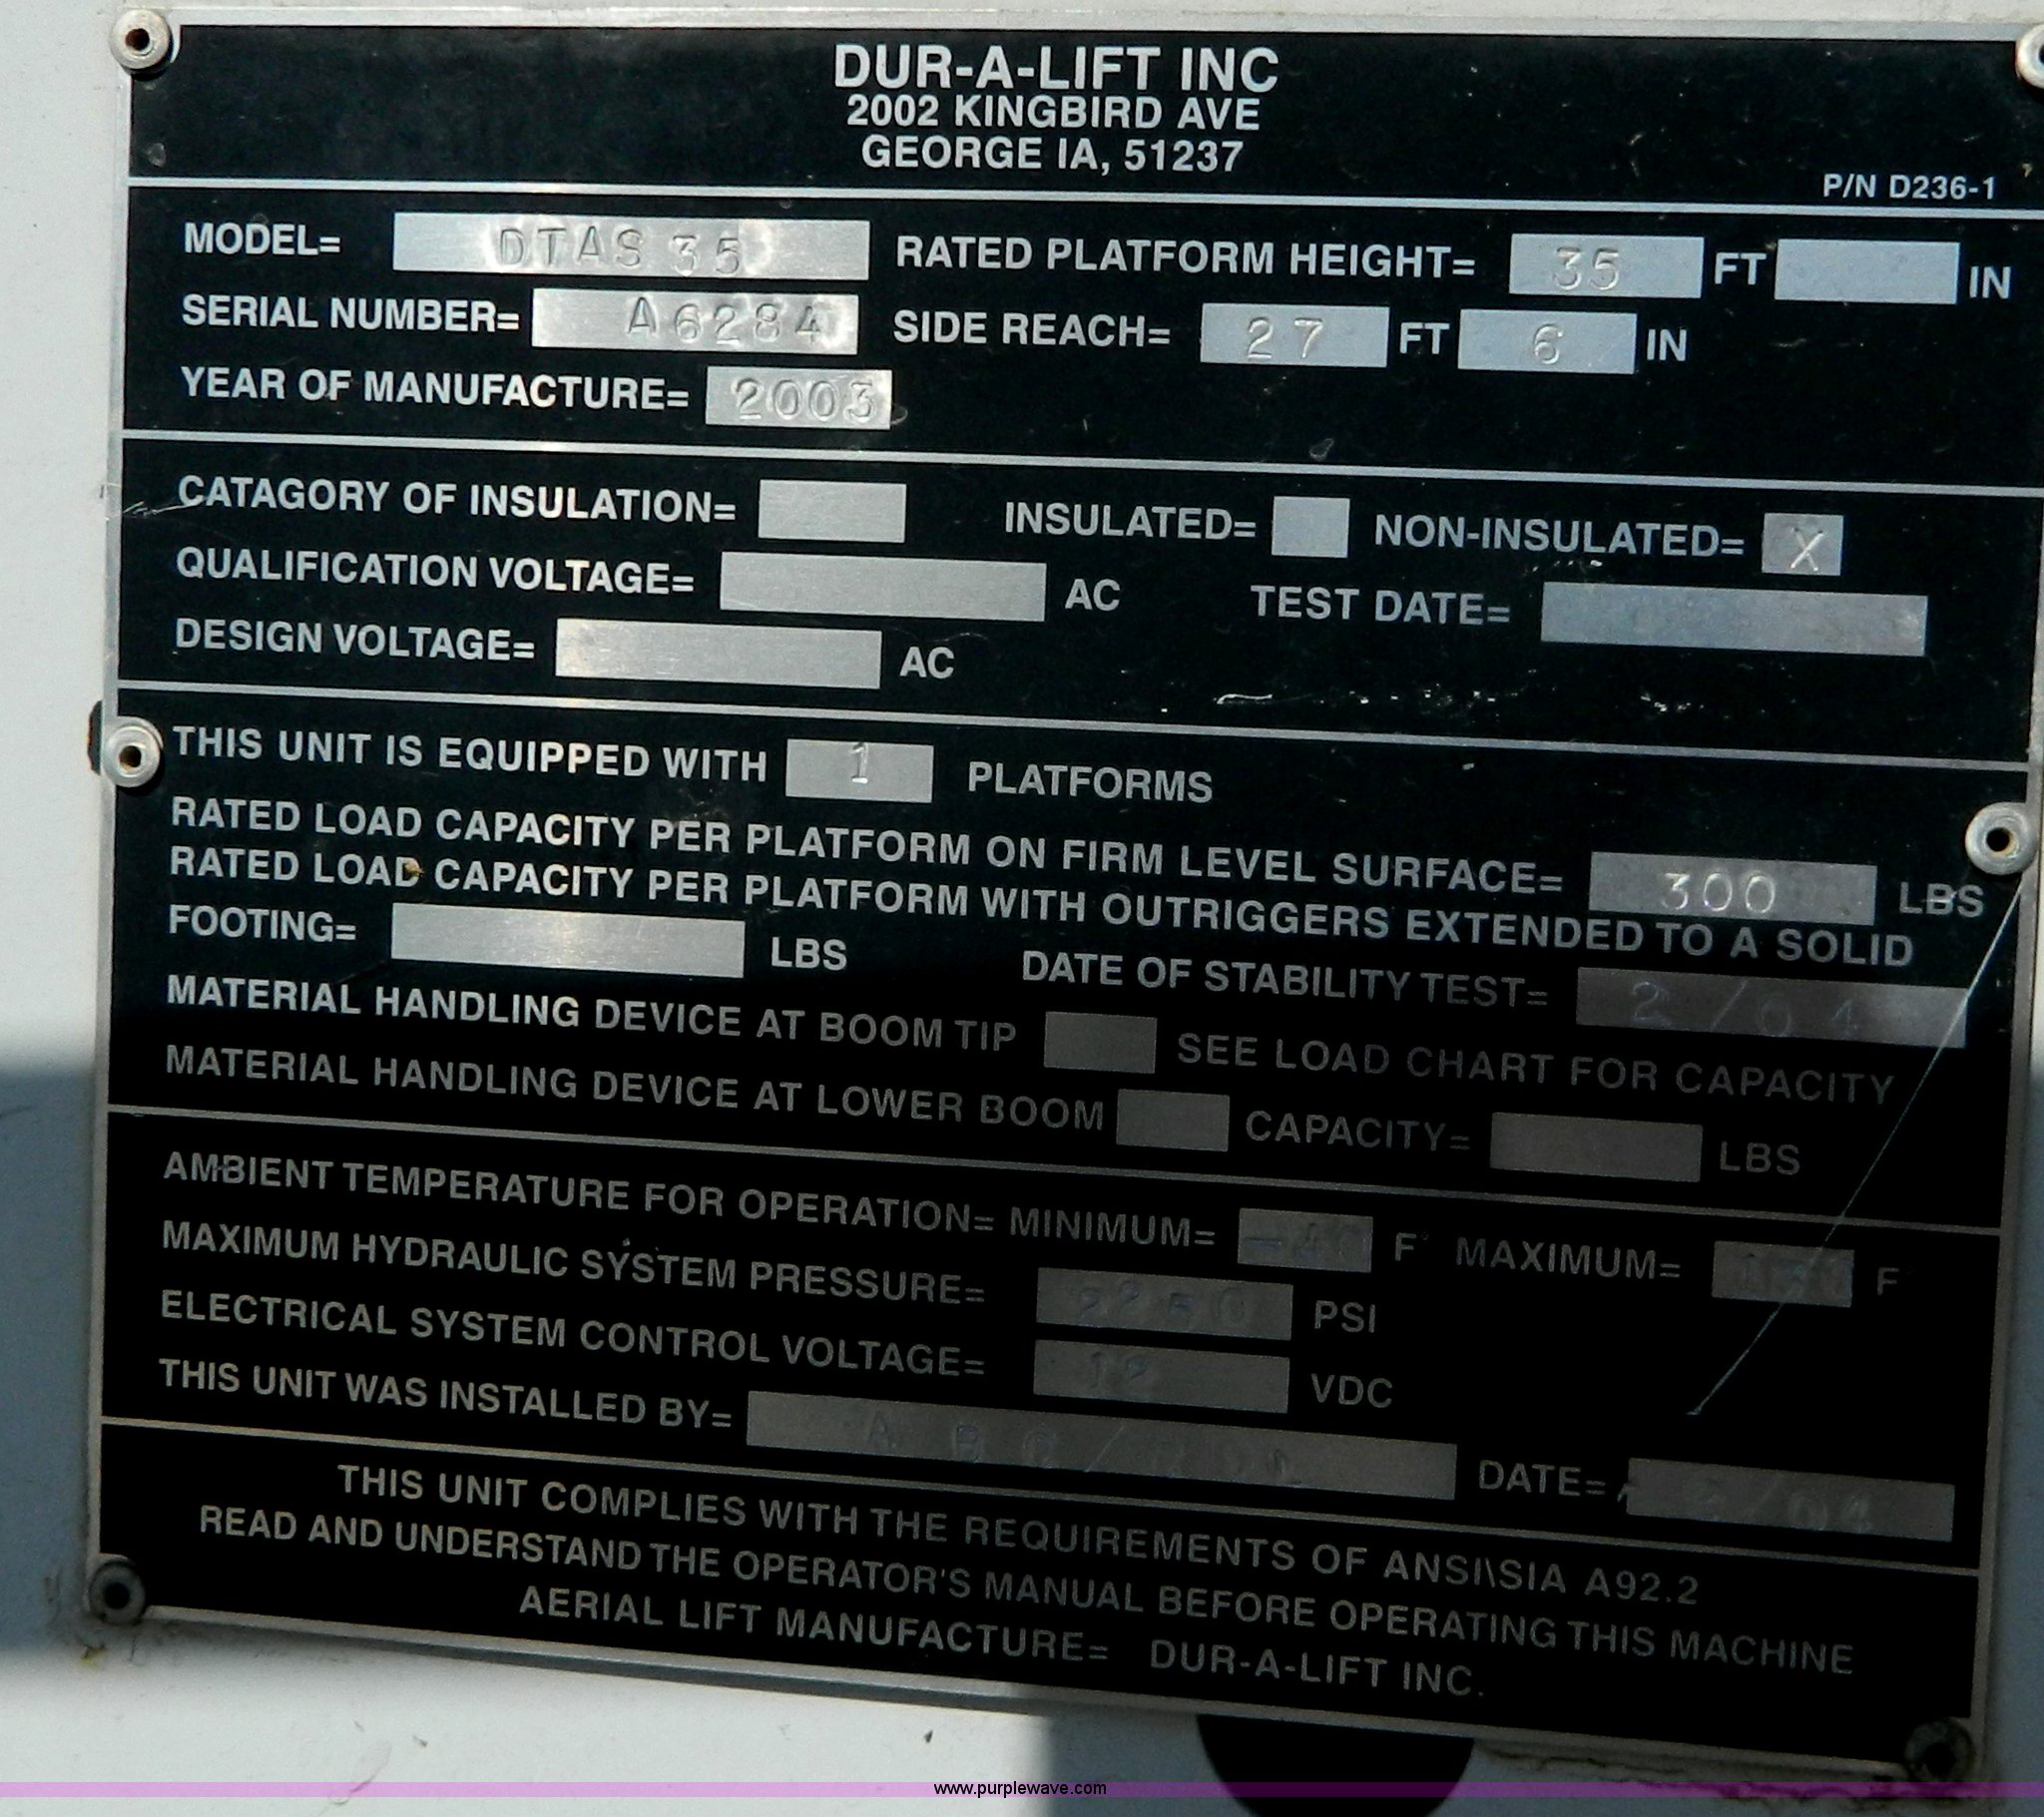 DUR-A-LIFT INC
2002 KINGBIRD AVE
GEORGE IA, 51237
P/N D236-1
MODEL= DTAS 35 RATED PLATFORM HEIGHT= 35 FT IN
SERIAL NUMBER= A6284 SIDE REACH= 27 FT 6 IN
YEAR OF MANUFACTURE= 2003
CATAGORY OF INSULATION= INSULATED= NON-INSULATED= X
QUALIFICATION VOLTAGE= AC TEST DATE=
DESIGN VOLTAGE= AC
THIS UNIT IS EQUIPPED WITH 1 PLATFORMS
RATED LOAD CAPACITY PER PLATFORM ON FIRM LEVEL SURFACE= 300 LBS
RATED LOAD CAPACITY PER PLATFORM WITH OUTRIGGERS EXTENDED TO A SOLID
FOOTING= LBS DATE OF STABILITY TEST= 2/04
MATERIAL HANDLING DEVICE AT BOOM TIP SEE LOAD CHART FOR CAPACITY
MATERIAL HANDLING DEVICE AT LOWER BOOM CAPACITY= LBS
AMBIENT TEMPERATURE FOR OPERATION= MINIMUM= -40 F° MAXIMUM= F
MAXIMUM HYDRAULIC SYSTEM PRESSURE= 2250 PSI
ELECTRICAL SYSTEM CONTROL VOLTAGE= 12 VDC
THIS UNIT WAS INSTALLED BY= DATE=
THIS UNIT COMPLIES WITH THE REQUIREMENTS OF ANSI\SIA A92.2
READ AND UNDERSTAND THE OPERATOR'S MANUAL BEFORE OPERATING THIS MACHINE
AERIAL LIFT MANUFACTURE= DUR-A-LIFT INC.
www.purplewave.com